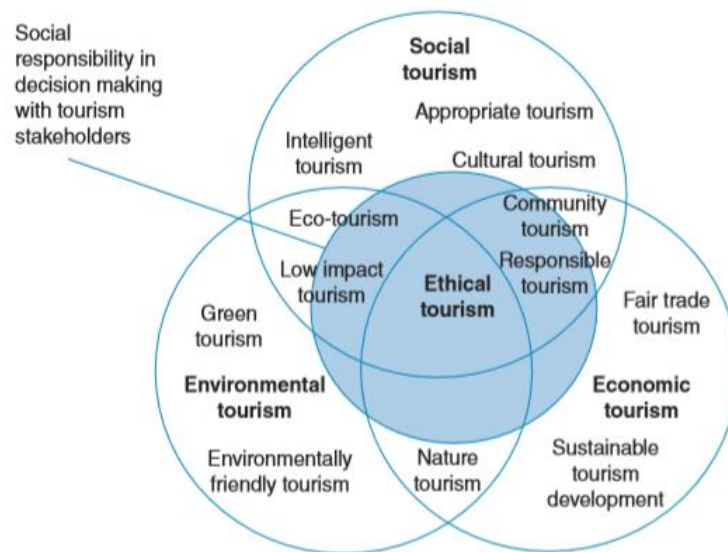 Social
responsibility in
decision making
with tourism
stakeholders
Social
tourism
Appropriate tourism
Intelligent
tourism
Cultural tourism
Eco-tourism
Community
tourism
Low impact
tourism
Ethical
tourism
Responsible
tourism
Green
tourism
Fair trade
tourism
Environmental
tourism
Economic
tourism
Environmentally
friendly tourism
Nature
tourism
Sustainable
tourism
development